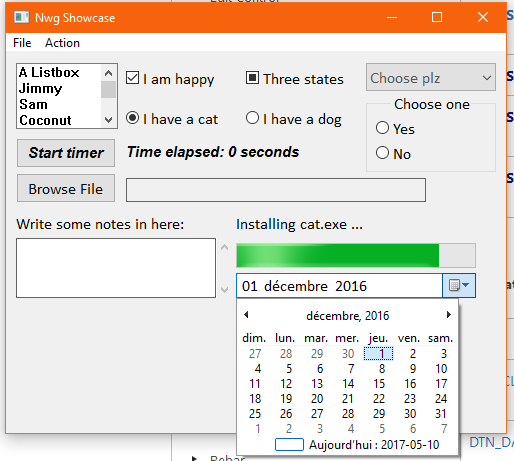 Nwg Showcase
File Action
A Listbox
Jimmy
Sam
Coconut
I am happy
Three states
Choose plz
I have a cat
I have a dog
Choose one
Yes
No
Start timer
Time elapsed: 0 seconds
Browse File
Write some notes in here:
Installing cat.exe ...
01 décembre 2016
décembre, 2016
dim. lun. mar. mer. jeu. ven. sam.
27 28 29 30 1 2 3
4 5 6 7 8 9 10
11 12 13 14 15 16 17
18 19 20 21 22 23 24
25 26 27 28 29 30 31
1 2 3 4 5 6 7
Aujourd'hui : 2017-05-10
DTN_DA